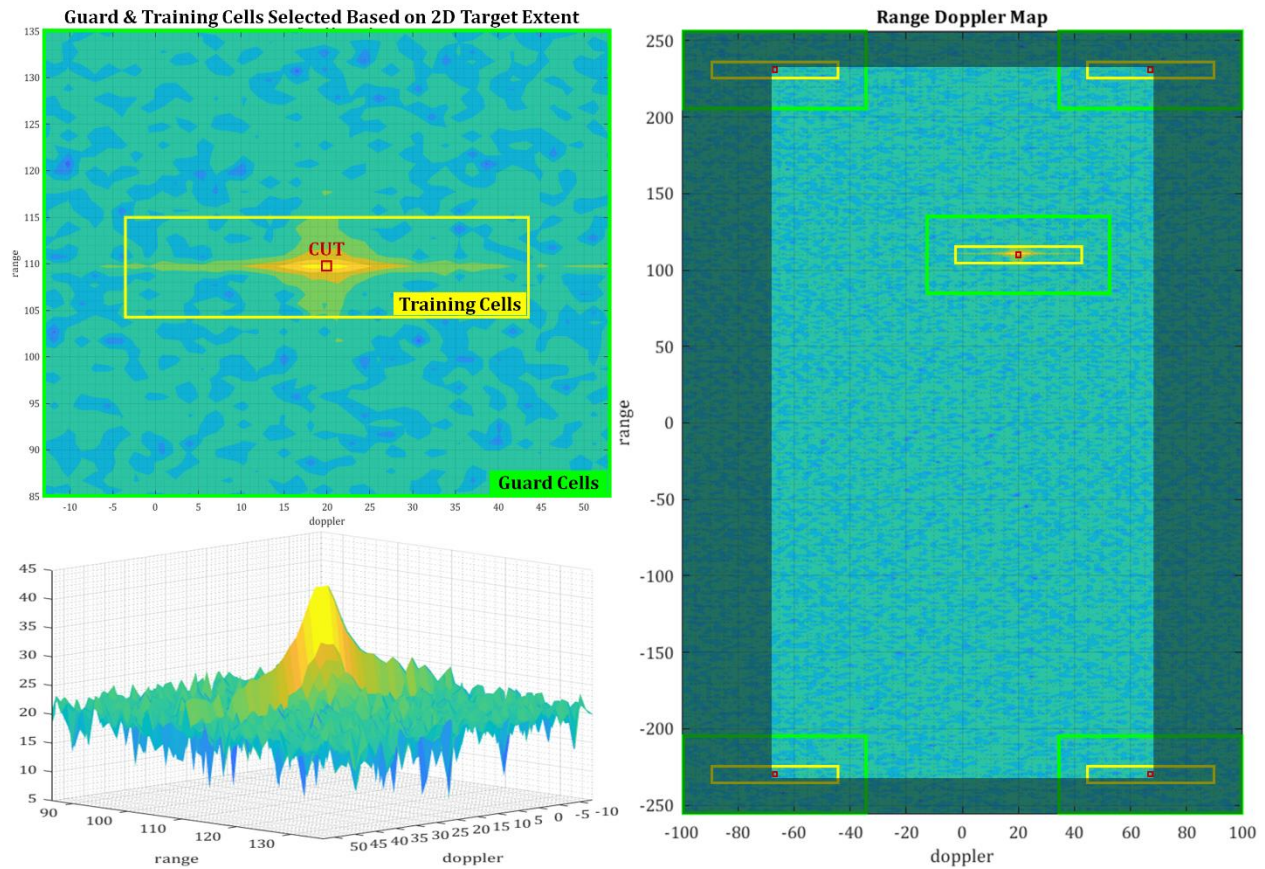 Guard & Training Cells Selected Based on 2D Target Extent
135
130
125
120
115
110
105
100
95
90
85
range
CUT
Training Cells
Guard Cells
-10 -5 0 5 10 15 20 25 30 35 40 45 50
doppler
45
40
35
30
25
20
15
10
5
90 100 110 120 130
range
50 45 40 35 30 25 20 15 10 5 0 -5 -10
doppler
Range Doppler Map
250
200
150
100
50
0
-50
-100
-150
-200
-250
range
-100 -80 -60 -40 -20 0 20 40 60 80 100
doppler